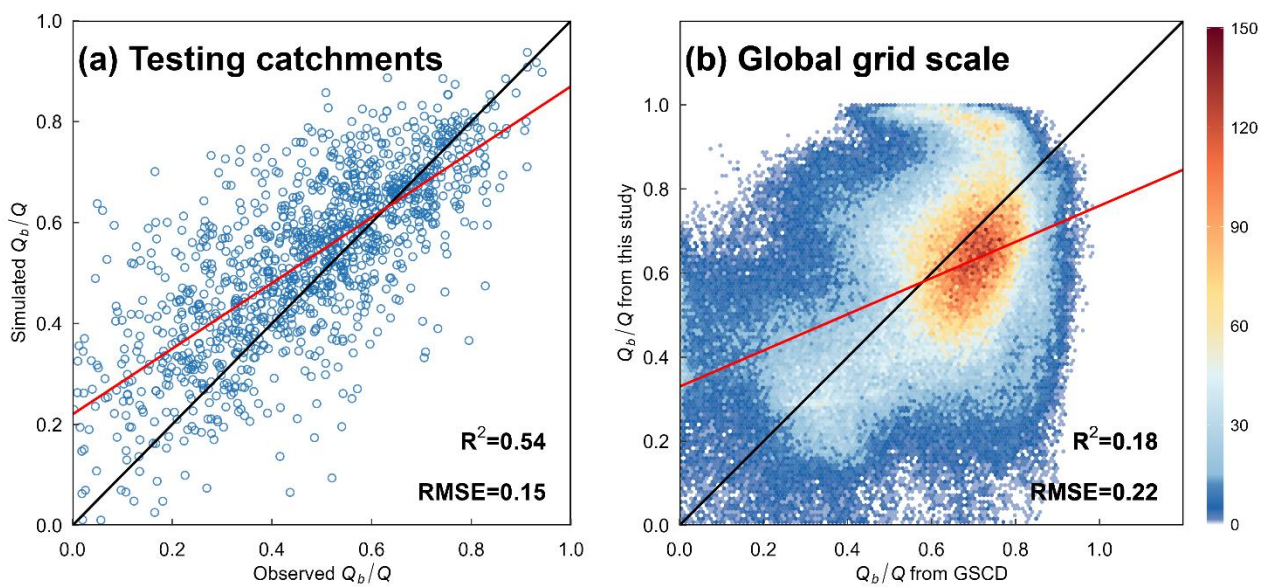 (a) Testing catchments
1.0
0.8
0.6
0.4
0.2
0.0
Simulated Q_b/Q
R²=0.54
RMSE=0.15
0.0 0.2 0.4 0.6 0.8 1.0
Observed Q_b/Q
(b) Global grid scale
1.0
0.8
0.6
0.4
0.2
0.0
Q_b/Q from this study
R²=0.18
RMSE=0.22
0.0 0.2 0.4 0.6 0.8 1.0
Q_b/Q from GSCD
150
120
90
60
30
0